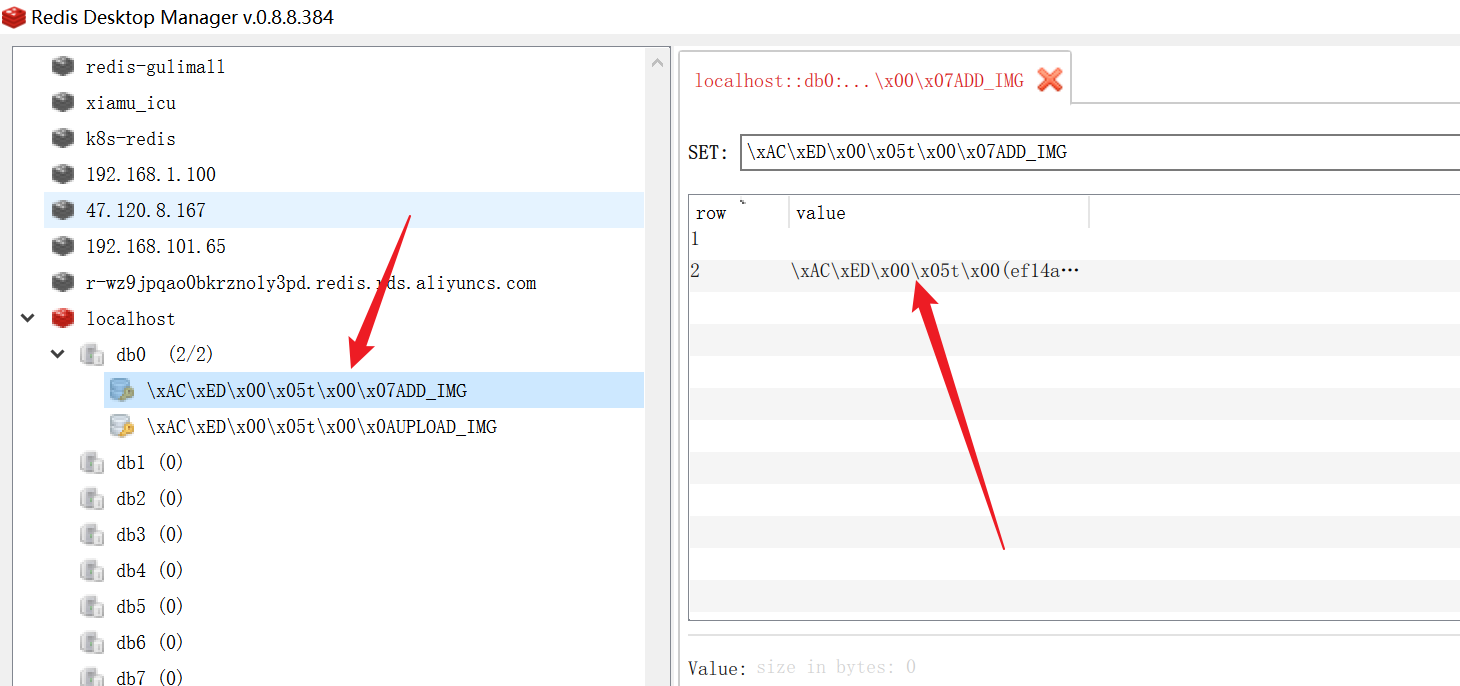 Redis Desktop Manager v.0.8.8.384
redis-gulimall
xiamu_icu
k8s-redis
192.168.1.100
47.120.8.167
192.168.101.65
r-wz9jpqao0bkrznoly3pd.redis.rds.aliyuncs.com
localhost
db0 (2/2)
\xAC\xED\x00\x05t\x00\x07ADD_IMG
\xAC\xED\x00\x05t\x00\x0AUPLOAD_IMG
db1 (0)
db2 (0)
db3 (0)
db4 (0)
db5 (0)
db6 (0)
db7 (0)
localhost::db0:...\x00\x07ADD_IMG
SET: \xAC\xED\x00\x05t\x00\x07ADD_IMG
row value
1
2 \xAC\xED\x00\x05t\x00(ef14a…
Value: size in bytes: 0